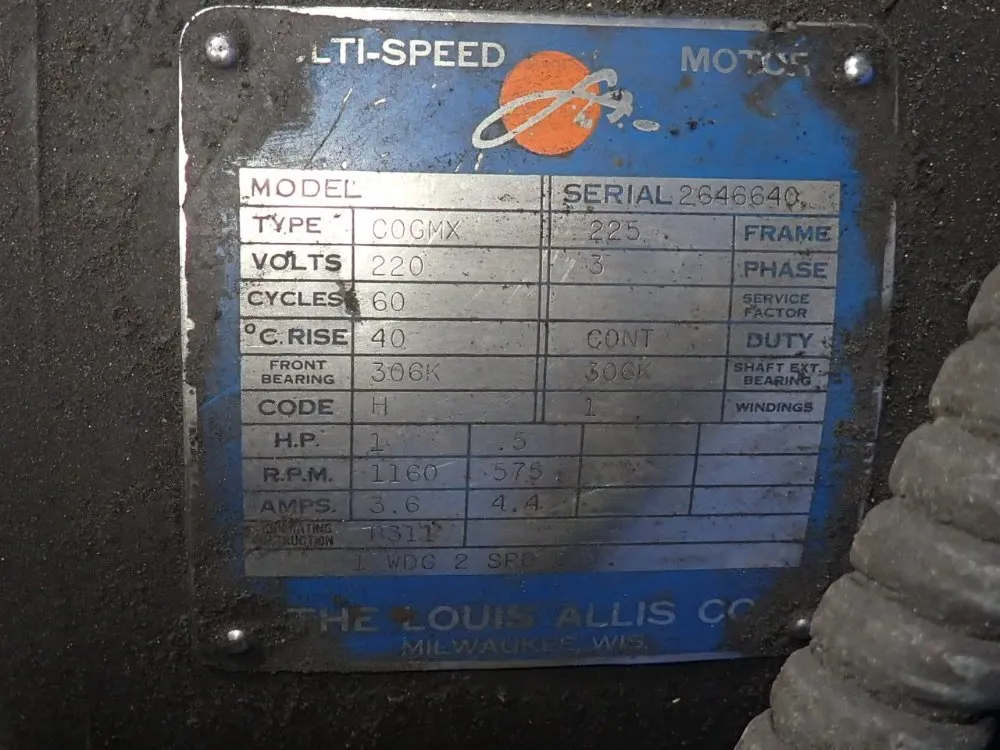 LTI-SPEED MOTOR
MODEL SERIAL 2646640
TYPE COGMX 225 FRAME
VOLTS 220 3 PHASE
CYCLES 60 SERVICE FACTOR
°C. RISE 40 CONT DUTY
FRONT BEARING 306K 306K SHAFT EXT. BEARING
CODE H 1 WINDINGS
H.P. 1 .5
R.P.M. 1160 575
AMPS. 3.6 4.4
1 WDG 2 SPD
THE LOUIS ALLIS CO
MILWAUKEE, WIS.